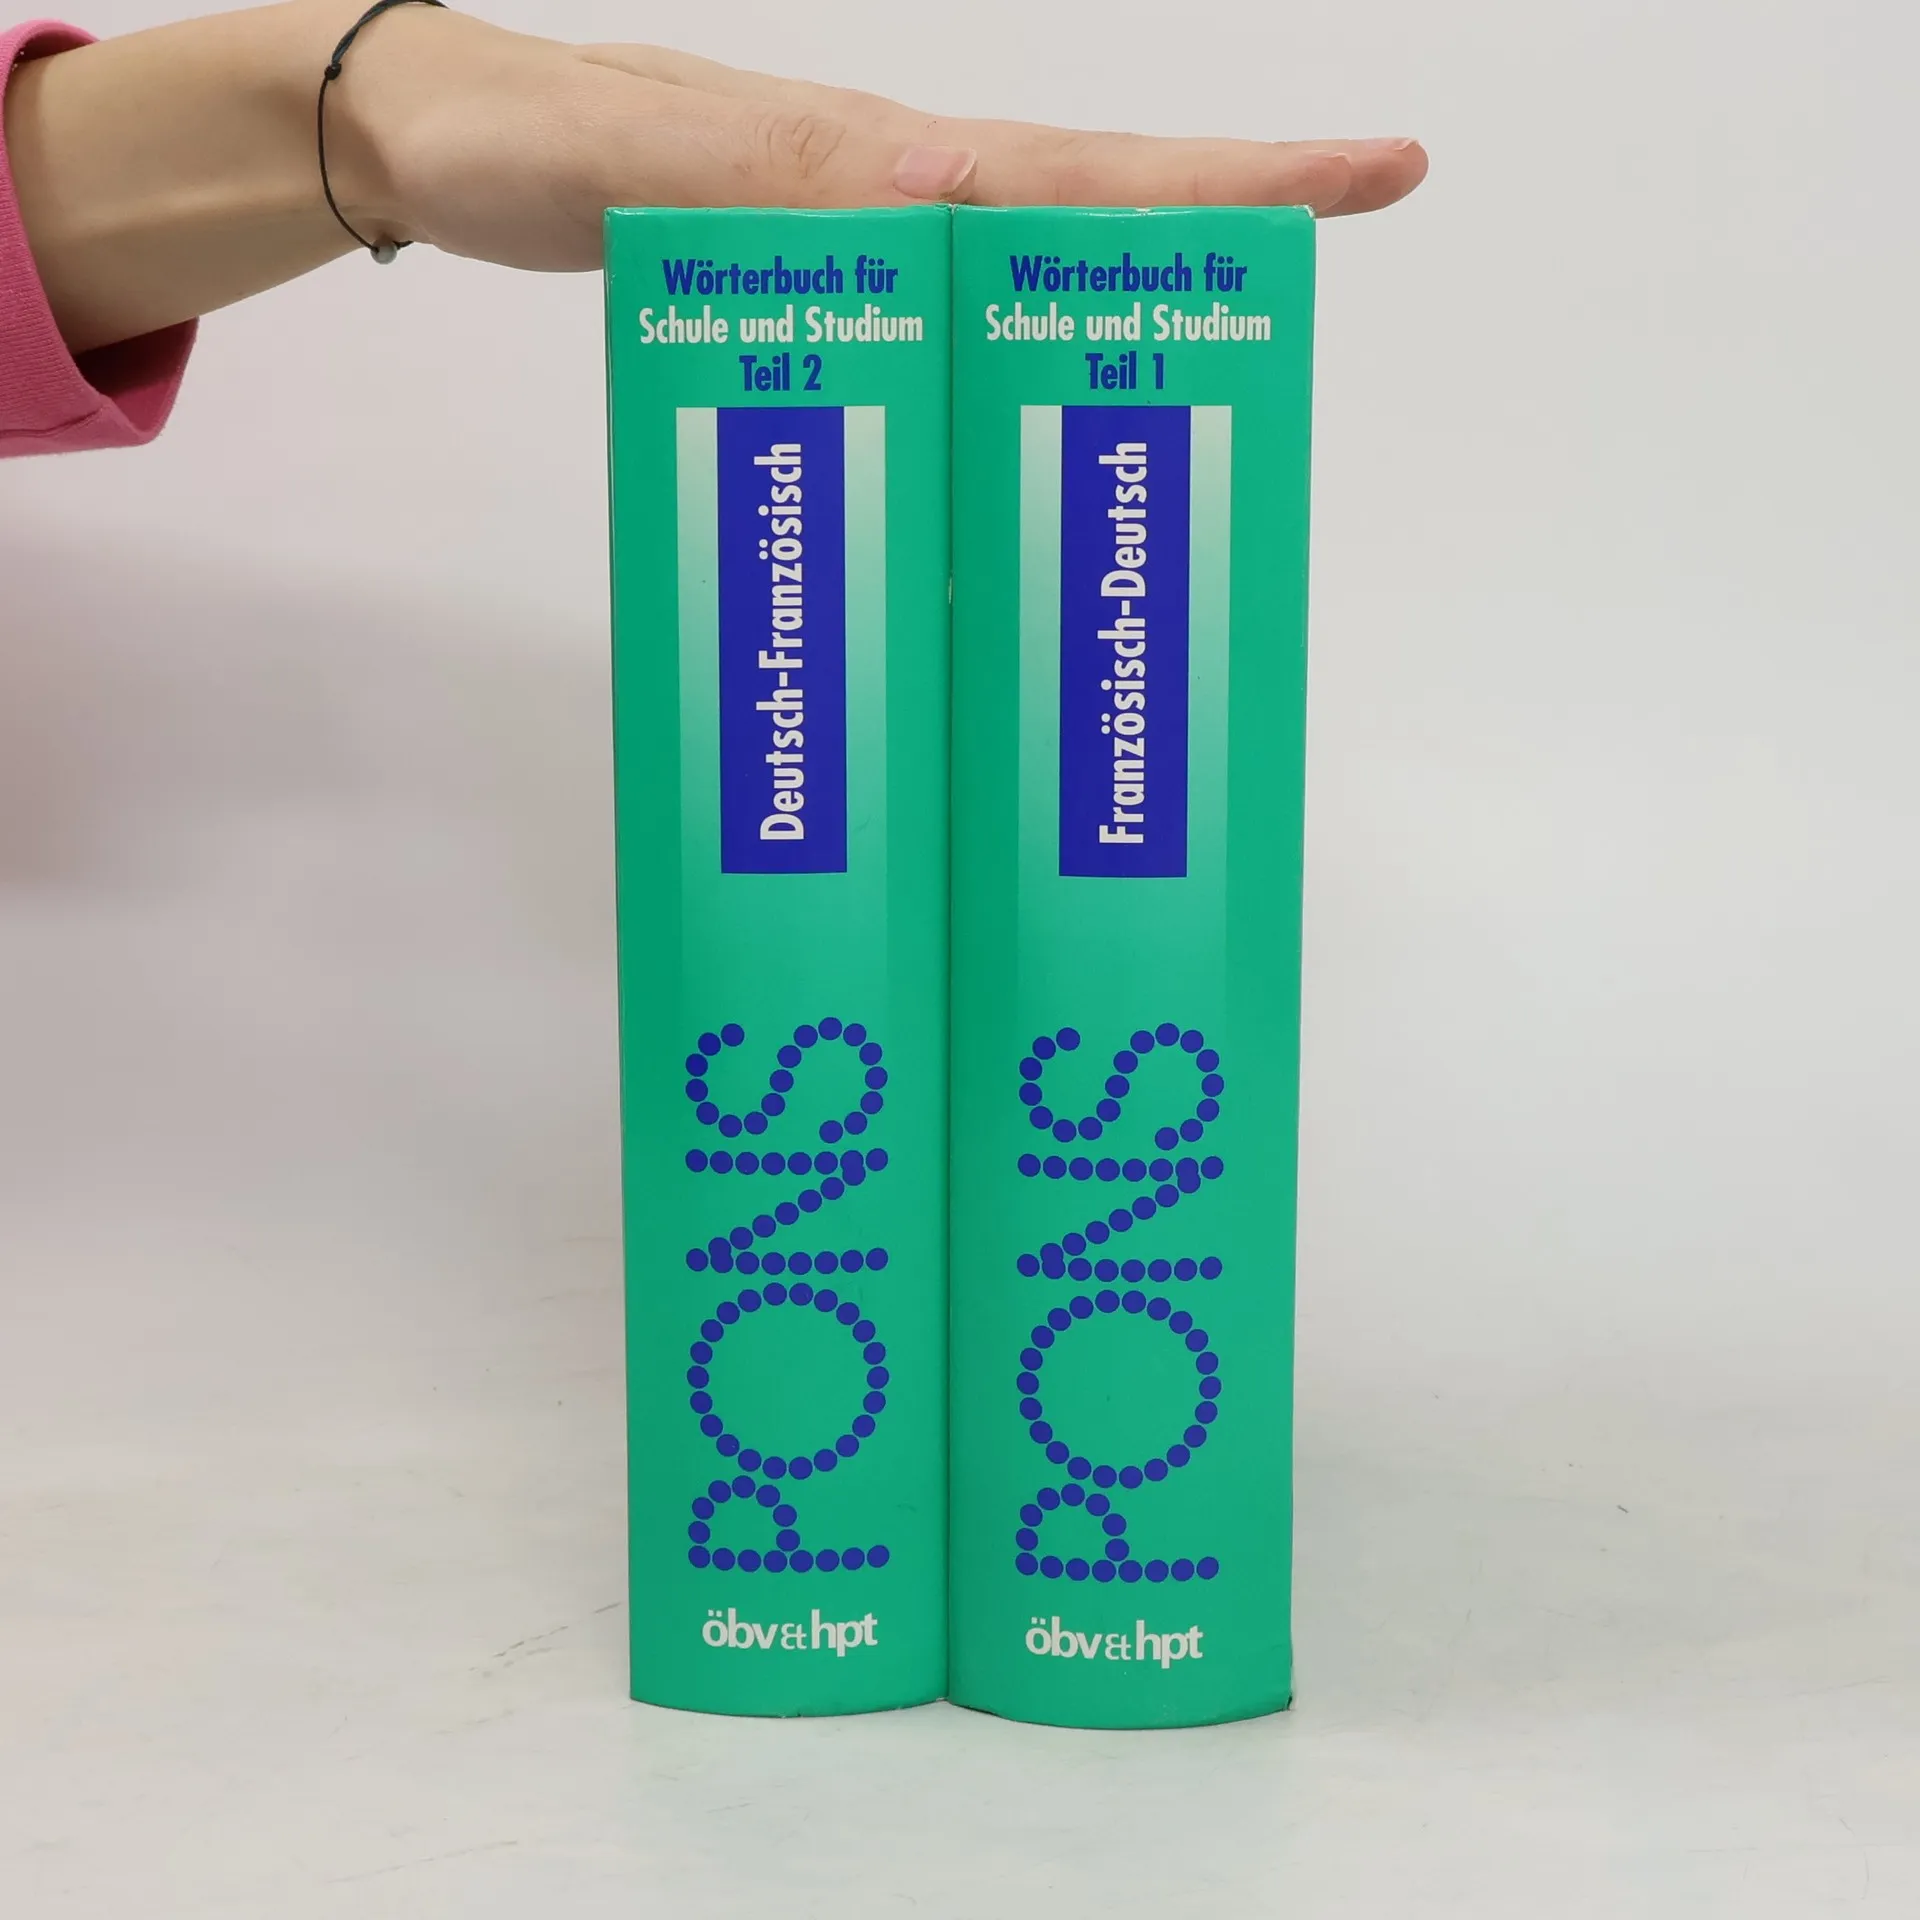 Wörterbuch für
Schule und Studium
Teil 2
Deutsch-Französisch
PONS
öbv&hpt
Wörterbuch für
Schule und Studium
Teil 1
Französisch-Deutsch
PONS
öbv&hpt